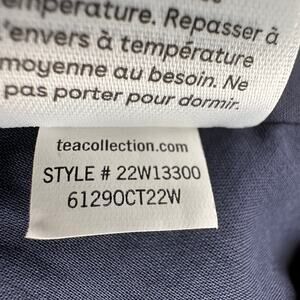 température. Repasser à
l'envers à température
moyenne au besoin. Ne
pas porter pour dormir.
teacollection.com
STYLE # 22W13300
61290CT22W